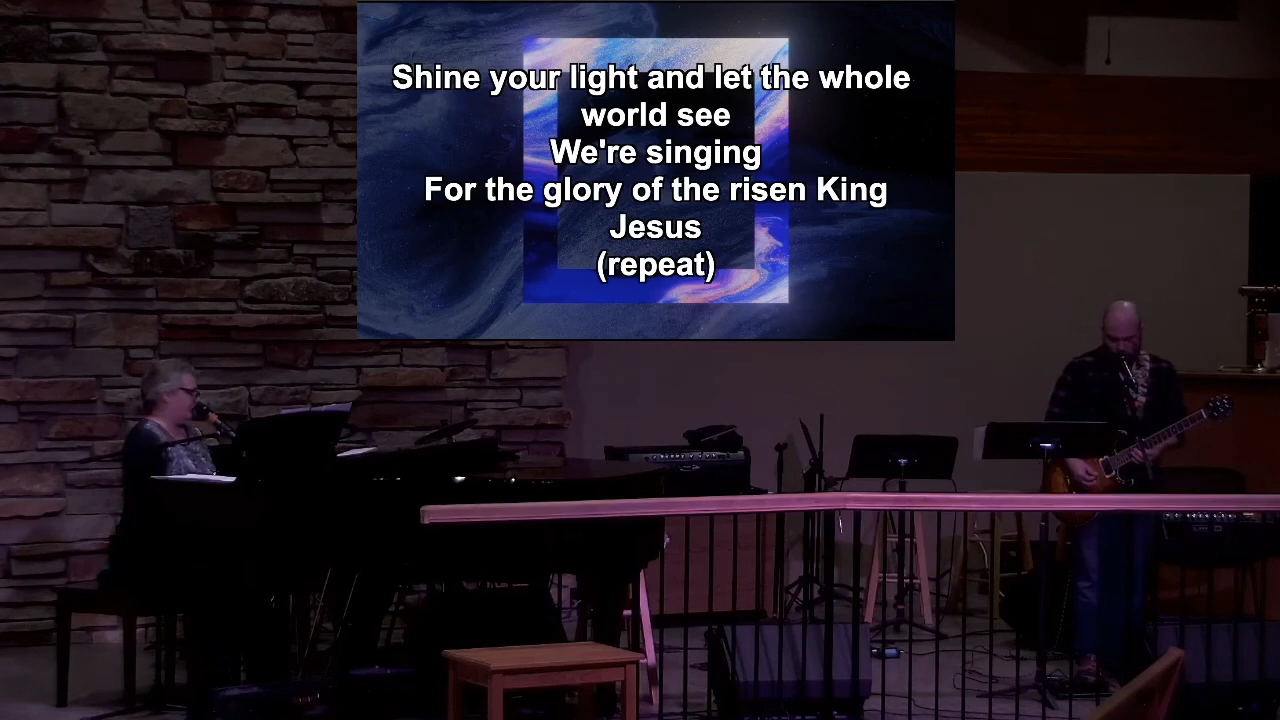 Shine your light and let the whole
world see
We're singing
For the glory of the risen King
Jesus
(repeat)